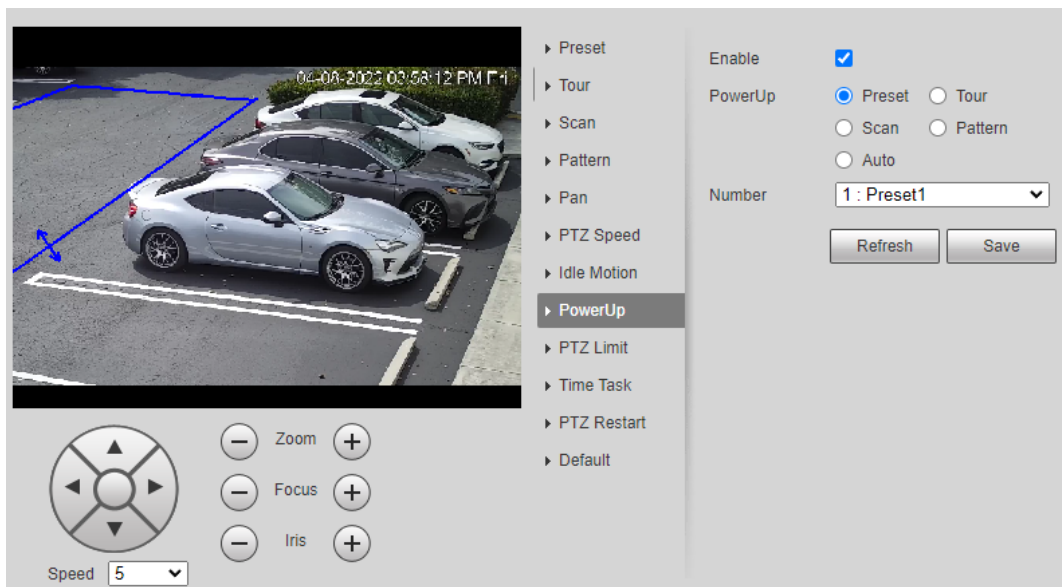 04-08-2022 03:58:12 PM Fri
Preset
Tour
Scan
Pattern
Pan
PTZ Speed
Idle Motion
PowerUp
PTZ Limit
Time Task
PTZ Restart
Default
Enable
PowerUp
Preset
Tour
Scan
Pattern
Auto
Number
1 : Preset1
Refresh
Save
Zoom
Focus
Iris
Speed
5